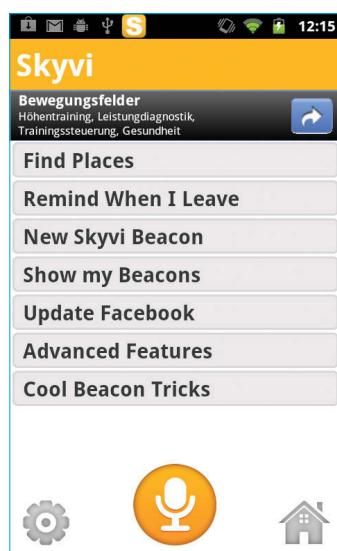 S
12:15
Skyvi
Bewegungsfelder
Höhentraining, Leistungdiagnostik,
Trainingssteuerung, Gesundheit
Find Places
Remind When I Leave
New Skyvi Beacon
Show my Beacons
Update Facebook
Advanced Features
Cool Beacon Tricks